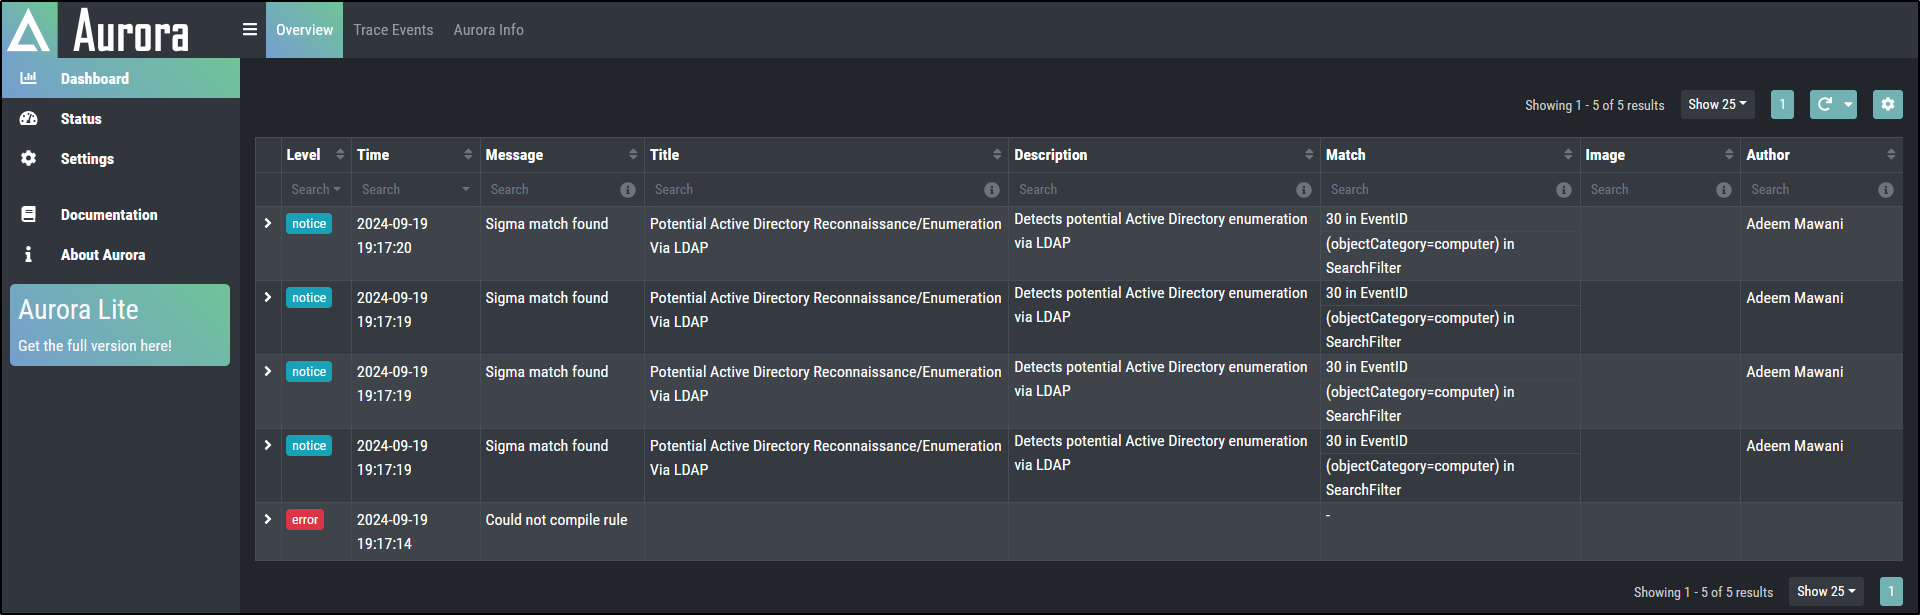 Aurora
Overview Trace Events Aurora Info
Dashboard
Status
Settings
Documentation
About Aurora
Aurora Lite
Get the full version here!
Showing 1 - 5 of 5 results Show 25 1
Level Time Message Title Description Match Image Author
Search Search Search Search Search Search Search Search
notice 2024-09-19 Sigma match found Potential Active Directory Reconnaissance/Enumeration Detects potential Active Directory enumeration 30 in EventID Adeem Mawani
19:17:20 Via LDAP via LDAP (objectCategory=computer) in
SearchFilter
notice 2024-09-19 Sigma match found Potential Active Directory Reconnaissance/Enumeration Detects potential Active Directory enumeration 30 in EventID Adeem Mawani
19:17:19 Via LDAP via LDAP (objectCategory=computer) in
SearchFilter
notice 2024-09-19 Sigma match found Potential Active Directory Reconnaissance/Enumeration Detects potential Active Directory enumeration 30 in EventID Adeem Mawani
19:17:19 Via LDAP via LDAP (objectCategory=computer) in
SearchFilter
notice 2024-09-19 Sigma match found Potential Active Directory Reconnaissance/Enumeration Detects potential Active Directory enumeration 30 in EventID Adeem Mawani
19:17:19 Via LDAP via LDAP (objectCategory=computer) in
SearchFilter
error 2024-09-19 Could not compile rule -
19:17:14
Showing 1 - 5 of 5 results Show 25 1